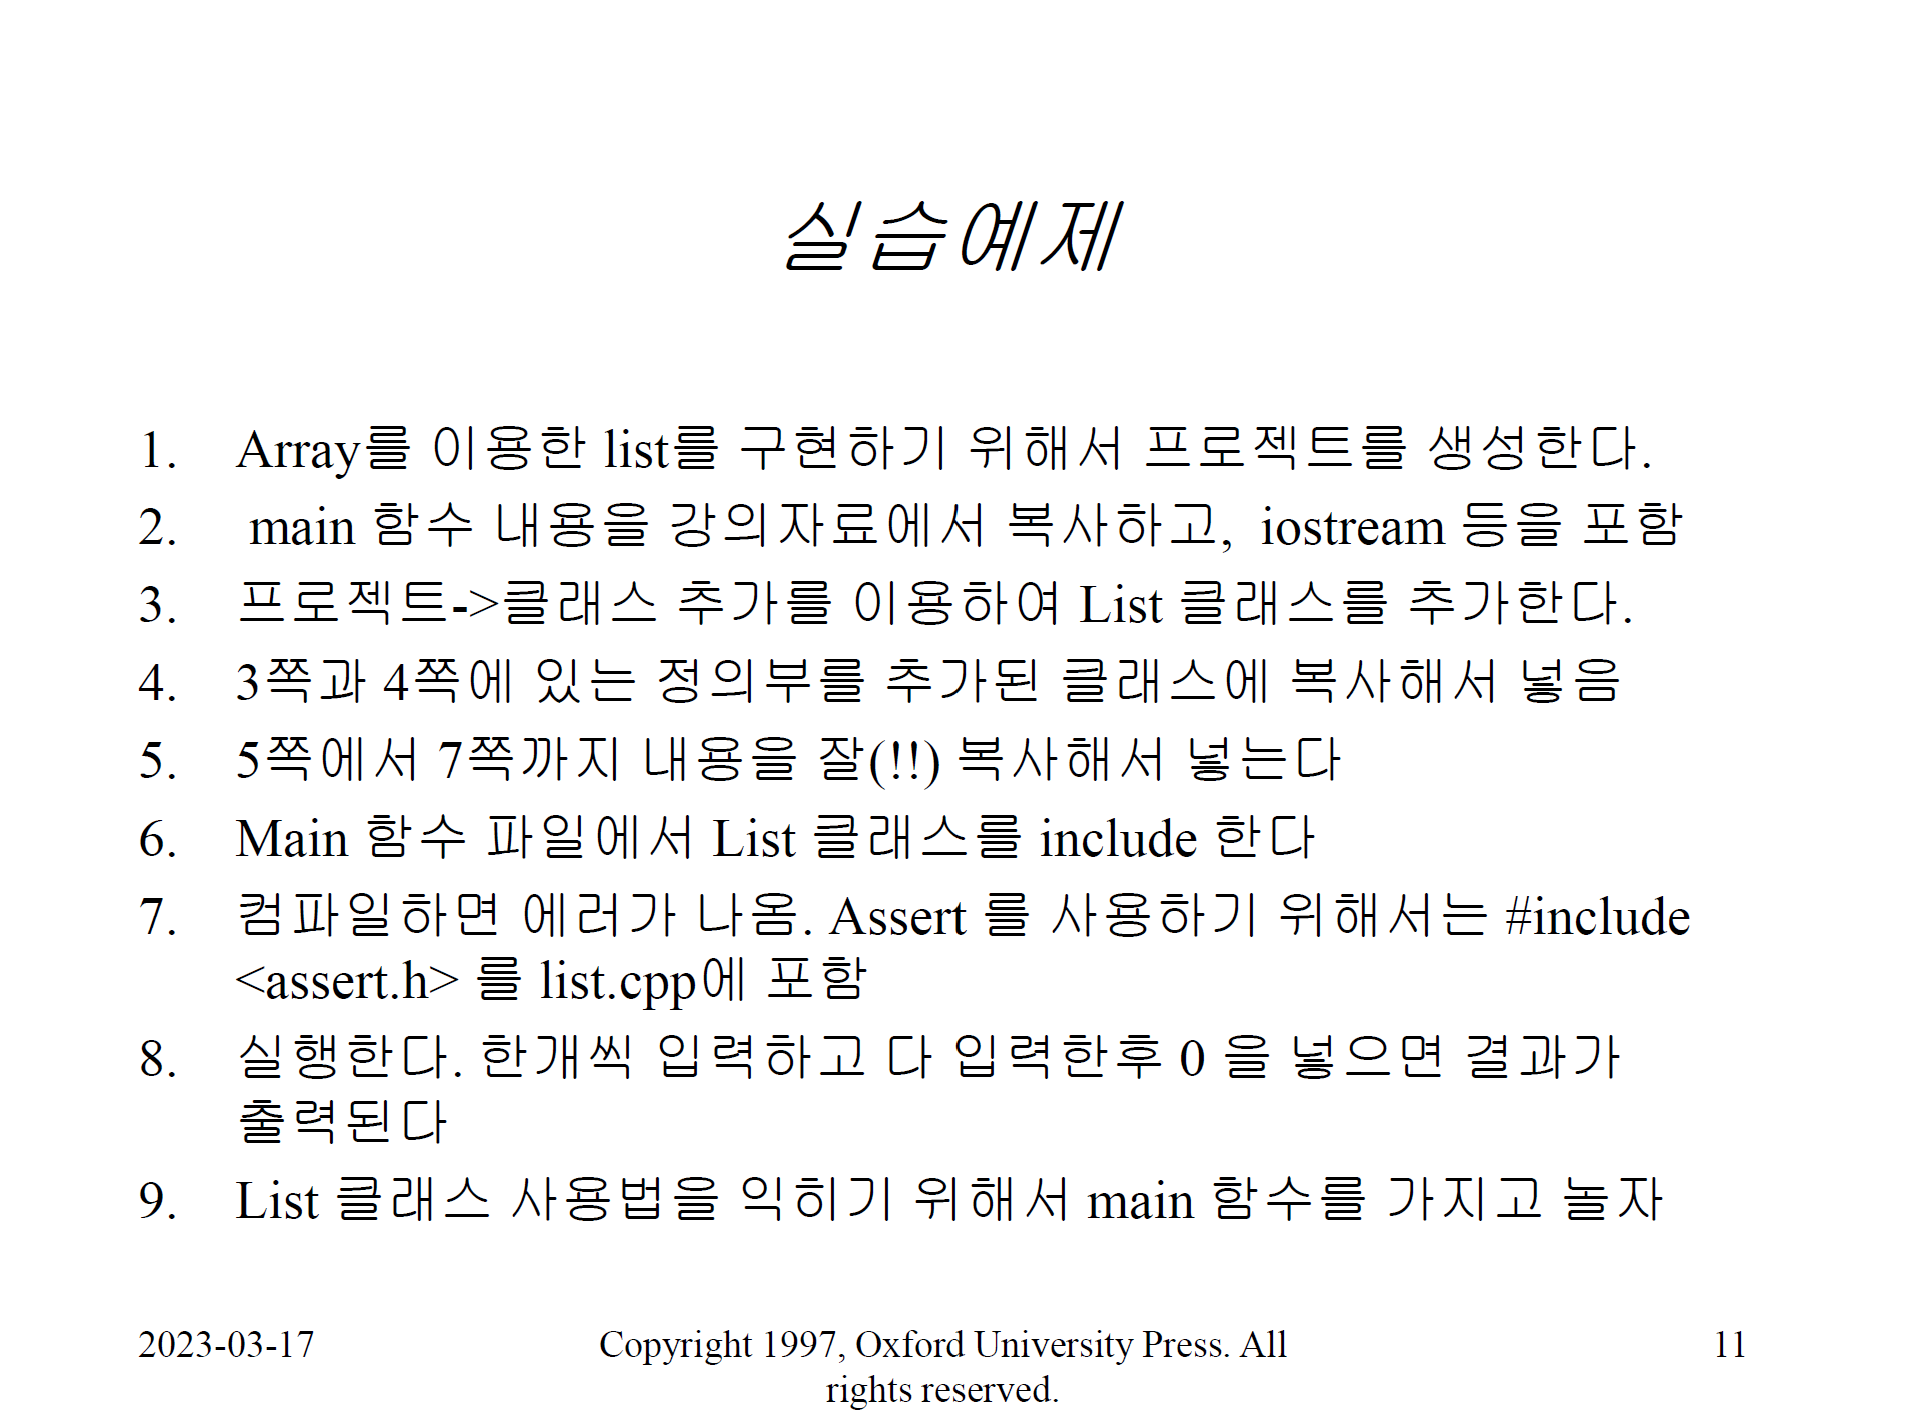 실습예제
1. Array를 이용한 list를 구현하기 위해서 프로젝트를 생성한다.
2. main 함수 내용을 강의자료에서 복사하고, iostream 등을 포함
3. 프로젝트->클래스 추가를 이용하여 List 클래스를 추가한다.
4. 3쪽과 4쪽에 있는 정의부를 추가된 클래스에 복사해서 넣음
5. 5쪽에서 7쪽까지 내용을 잘(!!) 복사해서 넣는다
6. Main 함수 파일에서 List 클래스를 include 한다
7. 컴파일하면 에러가 나옴. Assert 를 사용하기 위해서는 #include
<assert.h> 를 list.cpp에 포함
8. 실행한다. 한개씩 입력하고 다 입력한후 0 을 넣으면 결과가
출력된다
9. List 클래스 사용법을 익히기 위해서 main 함수를 가지고 놀자
2023-03-17
Copyright 1997, Oxford University Press. All
rights reserved.
11